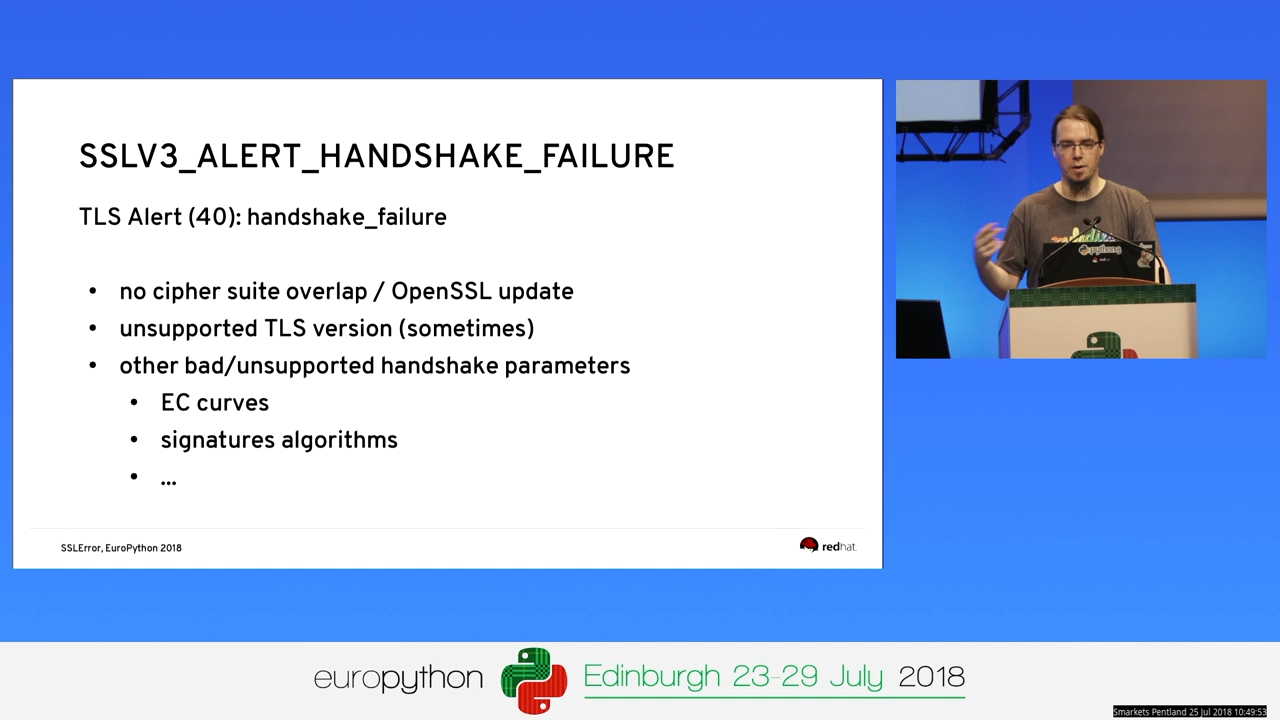 SSLV3_ALERT_HANDSHAKE_FAILURE
TLS Alert (40): handshake_failure
• no cipher suite overlap / OpenSSL update
• unsupported TLS version (sometimes)
• other bad/unsupported handshake parameters
• EC curves
• signatures algorithms
• ...
SSLError, EuroPython 2018
redhat.
europython Edinburgh 23-29 July 2018
Smarkets Pentland 25 Jul 2018 10:49:53